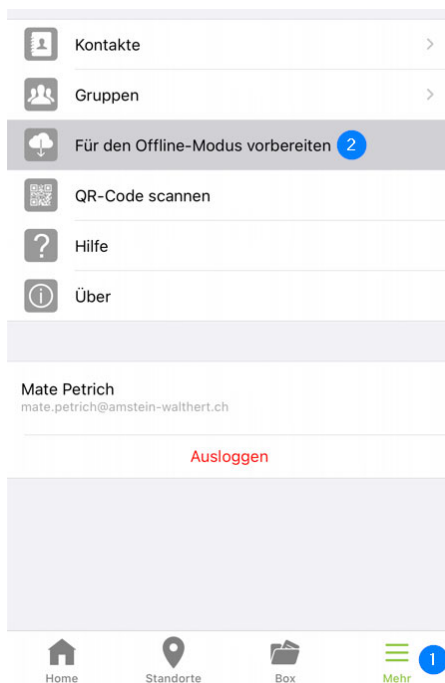 Kontakte
Gruppen
Für den Offline-Modus vorbereiten 2
QR-Code scannen
? Hilfe
Über
Mate Petrich
mate.petrich@amstein-walthert.ch
Ausloggen
Home Standorte Box Mehr 1